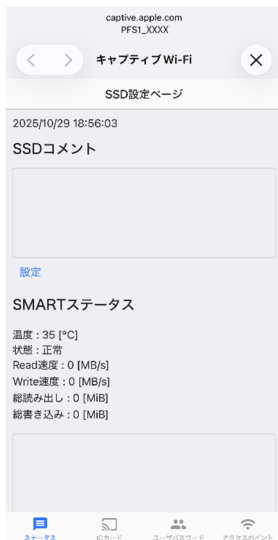 captive.apple.com
PFS1_XXXX
キャプティブ Wi-Fi
SSD設定ページ
2025/10/29 18:56:03
SSDコメント
設定
SMARTステータス
温度 : 35 [°C]
状態 : 正常
Read速度 : 0 [MB/s]
Write速度 : 0 [MB/s]
総読み出し : 0 [MiB]
総書き込み : 0 [MiB]
ステータス
ICカード
ユーザパスワード
アクセスポイント